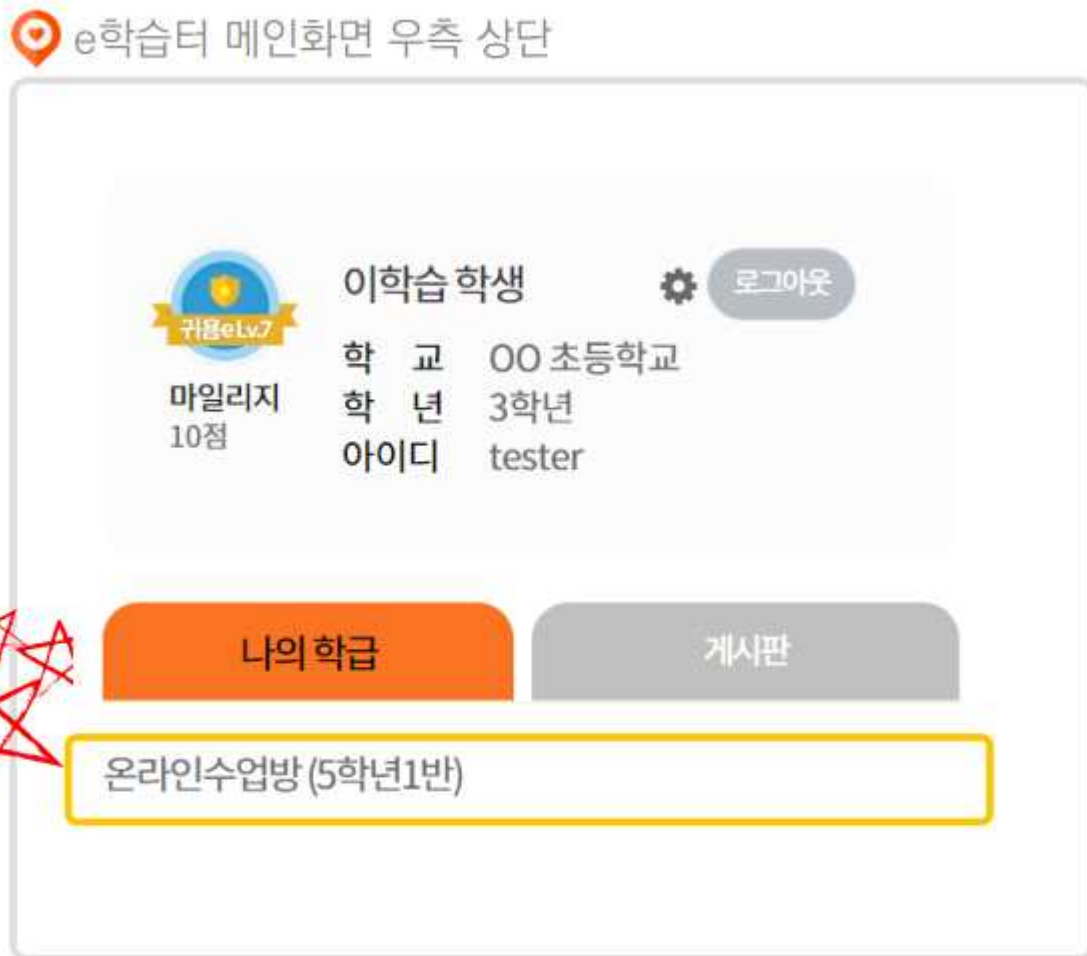 e학습터 메인화면 우측 상단
이학습 학생
로그아웃
귀욤eLv.7
마일리지
10점
학 교 OO 초등학교
학 년 3학년
아이디 tester
나의 학급
게시판
온라인수업방 (5학년1반)